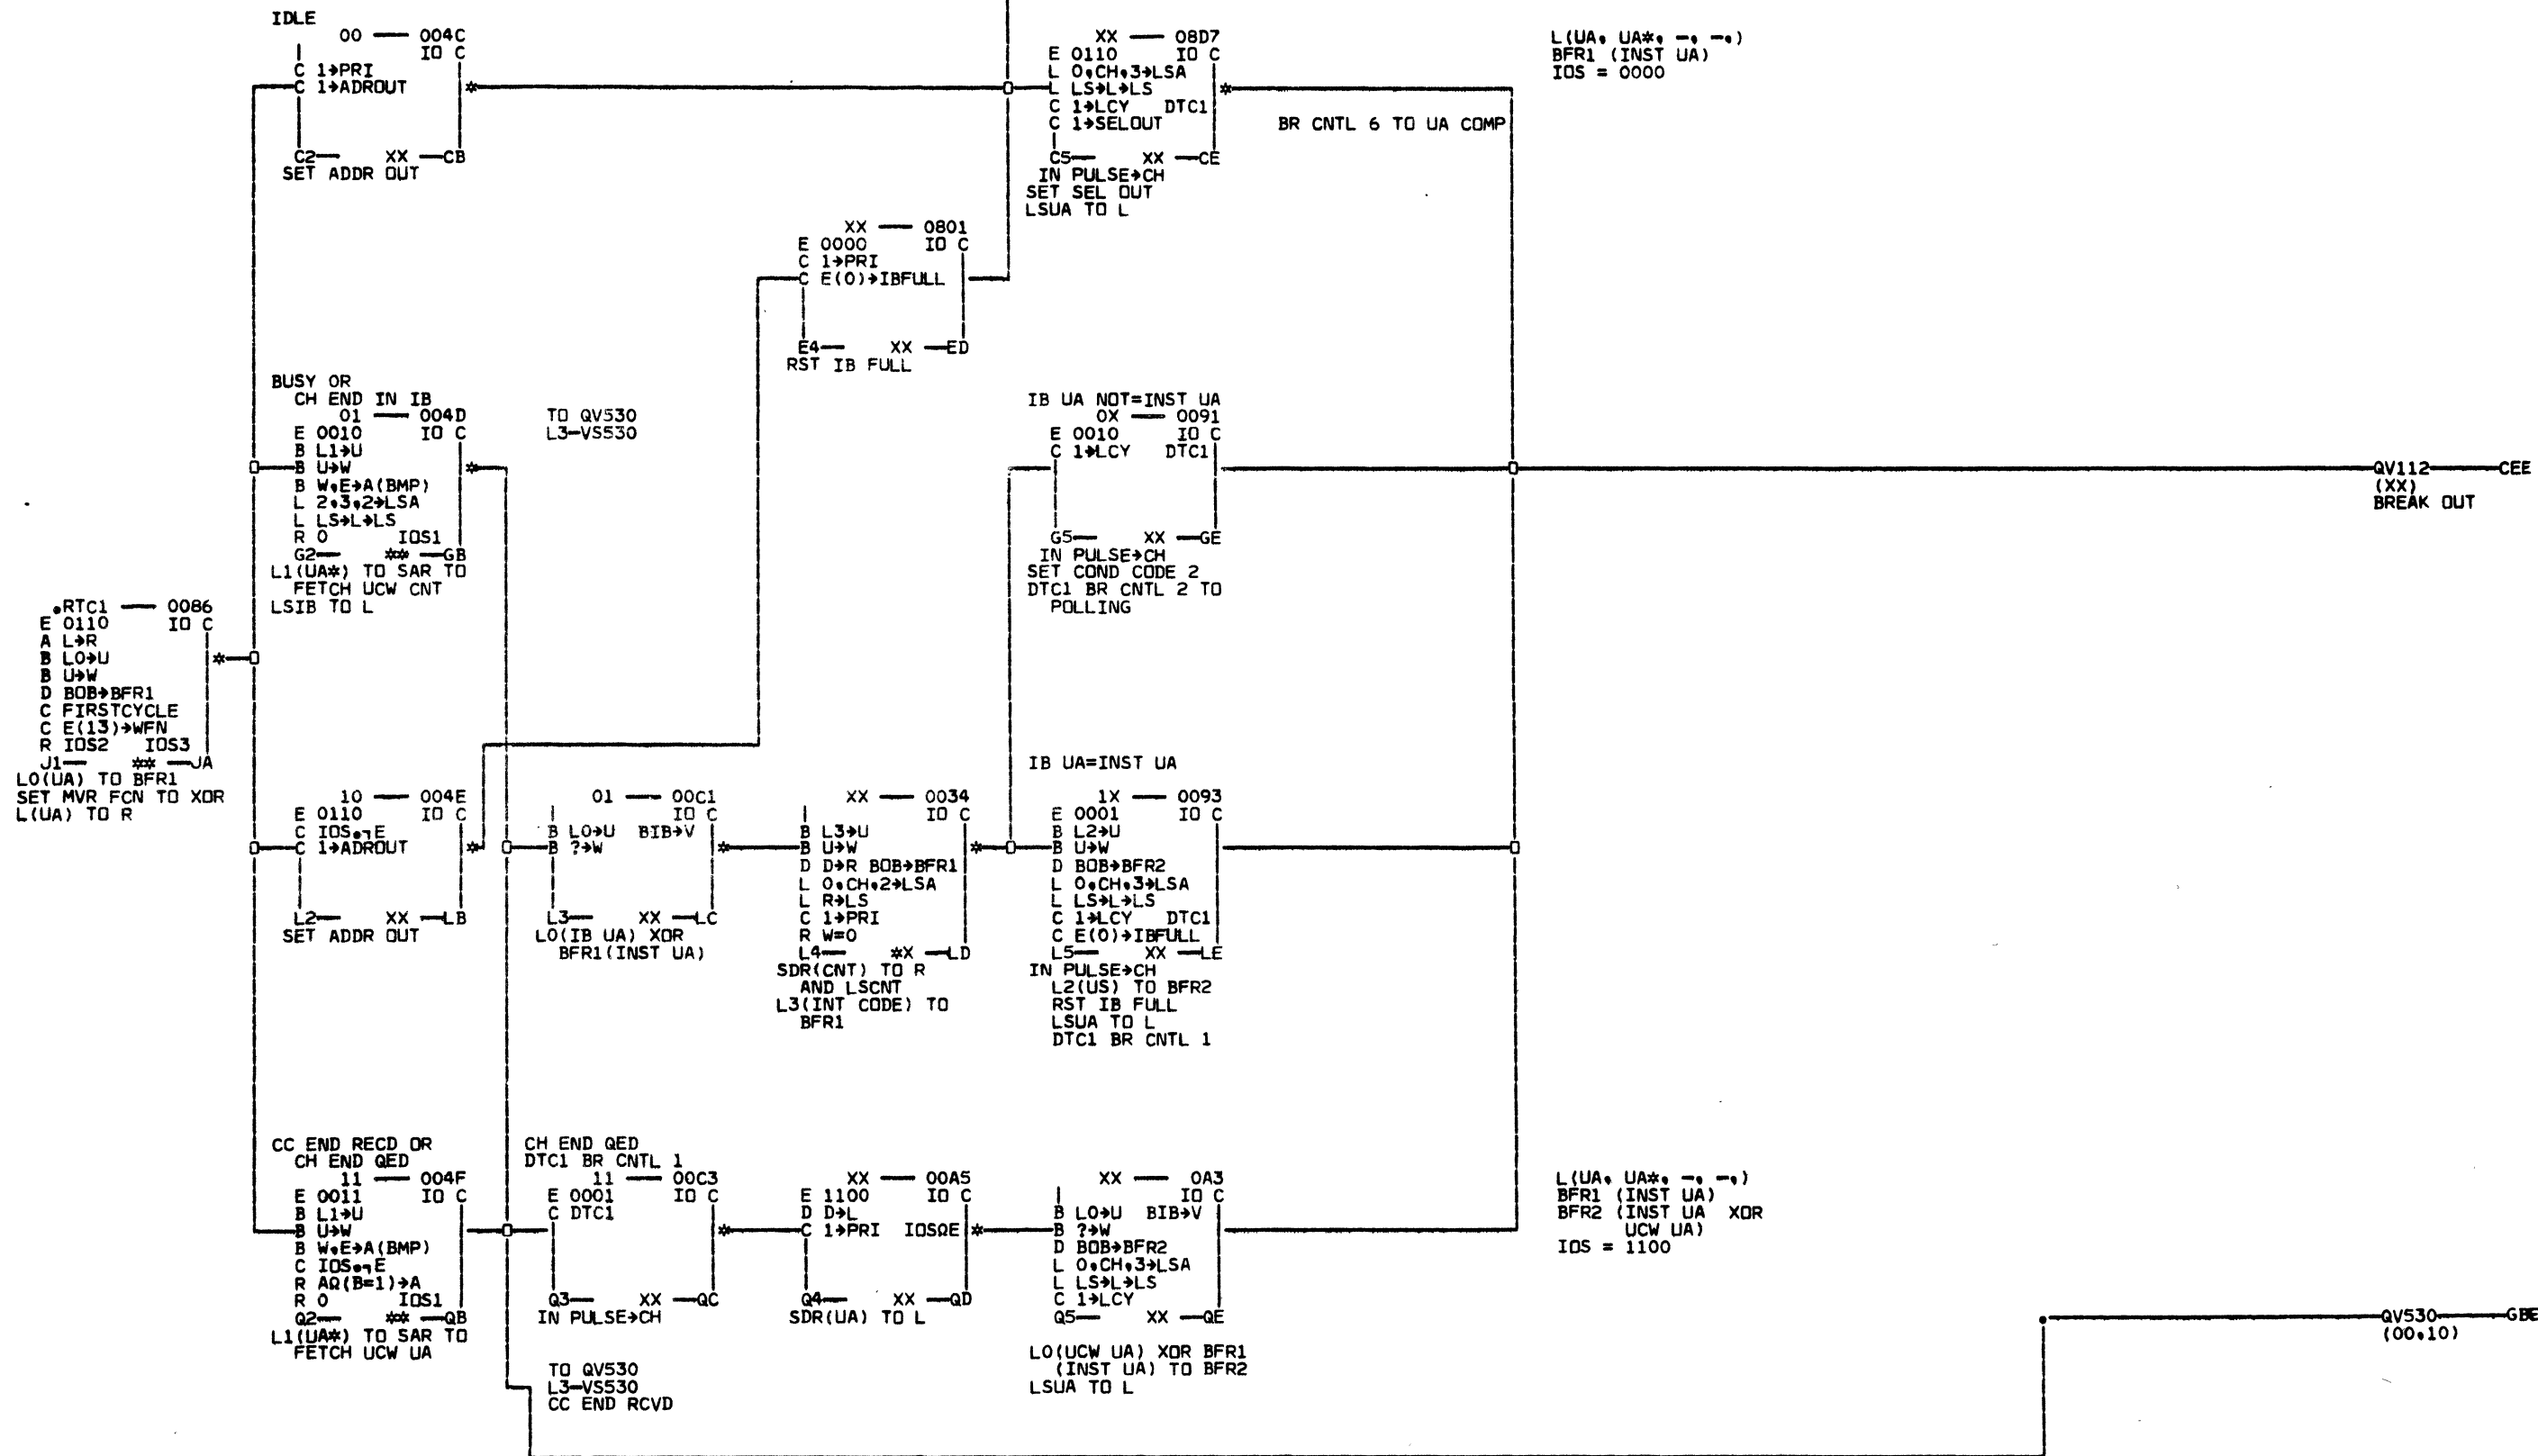 IDLE
00 — 004C
IO C
C 1→PRI
C 1→ADROUT *
C2— XX —CB
SET ADDR OUT
XX — 08D7
E 0110 IO C
L 0,CH,3→LSA
L LS→L→LS *
C 1→LCY DTC1
C 1→SELOUT
C5— XX —CE
IN PULSE→CH
SET SEL OUT
LSUA TO L
BR CNTL 6 TO UA COMP
L(UA, UA*, -, -,)
BFR1 (INST UA)
IOS = 0000
XX — 0801
E 0000 IO C
C 1→PRI
C E(0)→IBFULL
E4— XX —ED
RST IB FULL
BUSY OR
CH END IN IB
01 — 004D
E 0010 IO C
B L1→U
B U→W *
B W,E→A(BMP)
L 2,3,2→LSA
L LS→L→LS
R 0 IOS1
G2— ** —GB
L1(UA*) TO SAR TO
FETCH UCW CNT
LSIB TO L
TO QV530
L3-VS530
IB UA NOT=INST UA
0X — 0091
E 0010 IO C
C 1→LCY DTC1
G5— XX —GE
IN PULSE→CH
SET COND CODE 2
DTC1 BR CNTL 2 TO
POLLING
QV112 — CEE
(XX)
BREAK OUT
.RTC1 — 0086
E 0110 IO C
A L→R
B L0→U *
B U→W
D BOB→BFR1
C FIRSTCYCLE
C E(13)→WFN
R IOS2 IOS3
J1— ** —JA
L0(UA) TO BFR1
SET MVR FCN TO XOR
L(UA) TO R
10 — 004E
E 0110 IO C
C IOS,¬E
C 1→ADROUT *
L2— XX —LB
SET ADDR OUT
01 — 00C1
IO C
B L0→U BIB→V
B ?→W *
L3— XX —LC
L0(IB UA) XOR
BFR1(INST UA)
XX — 0034
IO C
B L3→U
B U→W *
D D→R BOB→BFR1
L 0,CH,2→LSA
L R→LS
C 1→PRI
R W=0
L4— *X —LD
SDR(CNT) TO R
AND LSCNT
L3(INT CODE) TO
BFR1
IB UA=INST UA
1X — 0093
E 0001 IO C
B L2→U
B U→W
D BOB→BFR2
L 0,CH,3→LSA
L LS→L→LS
C 1→LCY DTC1
C E(0)→IBFULL
L5— XX —LE
IN PULSE→CH
L2(US) TO BFR2
RST IB FULL
LSUA TO L
DTC1 BR CNTL 1
CC END RECD OR
CH END QED
11 — 004F
E 0011 IO C
B L1→U
B U→W
B W,E→A(BMP)
C IOS,¬E
R AΩ(B=1)→A
R 0 IOS1
Q2— ** —QB
L1(UA*) TO SAR TO
FETCH UCW UA
CH END QED
DTC1 BR CNTL 1
11 — 00C3
E 0001 IO C
C DTC1 *
Q3— XX —QC
IN PULSE→CH
TO QV530
L3-VS530
CC END RCVD
XX — 00A5
E 1100 IO C
D D→L
C 1→PRI IOSΩE *
Q4— XX —QD
SDR(UA) TO L
XX — 0A3
IO C
B L0→U BIB→V
B ?→W
D BOB→BFR2
L 0,CH,3→LSA
L LS→L→LS
C 1→LCY
Q5— XX —QE
L0(UCW UA) XOR BFR1
(INST UA) TO BFR2
LSUA TO L
L(UA, UA*, -, -,)
BFR1 (INST UA)
BFR2 (INST UA XOR
UCW UA)
IOS = 1100
QV530 — GBE
(00,10)